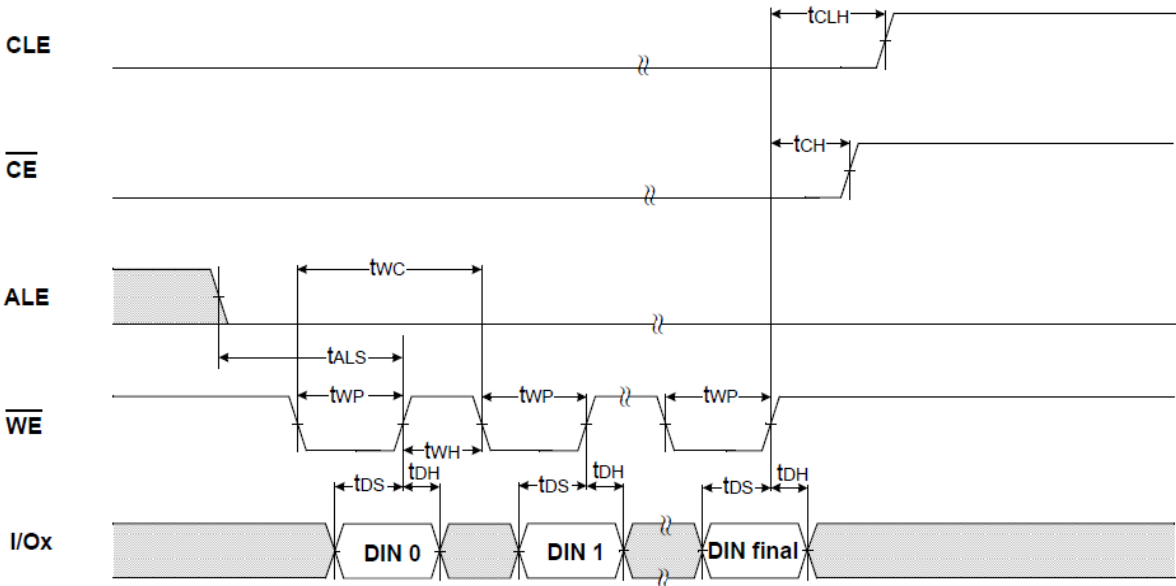 tCLH
CLE
tCH
CE
tWC
ALE
tALS
tWP tWP tWP
WE
tWH
tDH tDH tDH
tDS tDS tDS
I/Ox DIN 0 DIN 1 DIN final